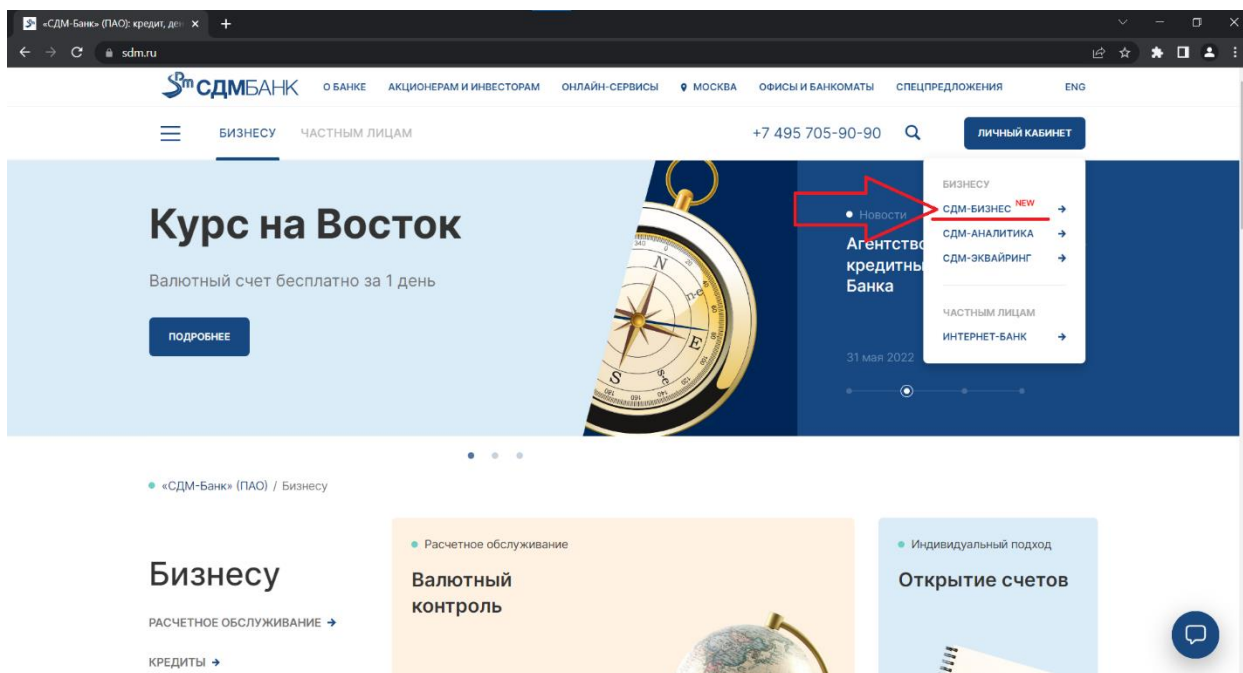 «СДМ-Банк» (ПАО): кредит, ден
sdm.ru
СДМБАНК
О БАНКЕ
АКЦИОНЕРАМ И ИНВЕСТОРАМ
ОНЛАЙН-СЕРВИСЫ
МОСКВА
ОФИСЫ И БАНКОМАТЫ
СПЕЦПРЕДЛОЖЕНИЯ
ENG
БИЗНЕСУ
ЧАСТНЫМ ЛИЦАМ
+7 495 705-90-90
ЛИЧНЫЙ КАБИНЕТ
Курс на Восток
Валютный счет бесплатно за 1 день
ПОДРОБНЕЕ
N
E
S
Новости
Агентство
кредитны
Банка
31 мая 2022
БИЗНЕСУ
СДМ-БИЗНЕС NEW
СДМ-АНАЛИТИКА
СДМ-ЭКВАЙРИНГ
ЧАСТНЫМ ЛИЦАМ
ИНТЕРНЕТ-БАНК
«СДМ-Банк» (ПАО) / Бизнесу
Бизнесу
РАСЧЕТНОЕ ОБСЛУЖИВАНИЕ
КРЕДИТЫ
Расчетное обслуживание
Валютный
контроль
Индивидуальный подход
Открытие счетов